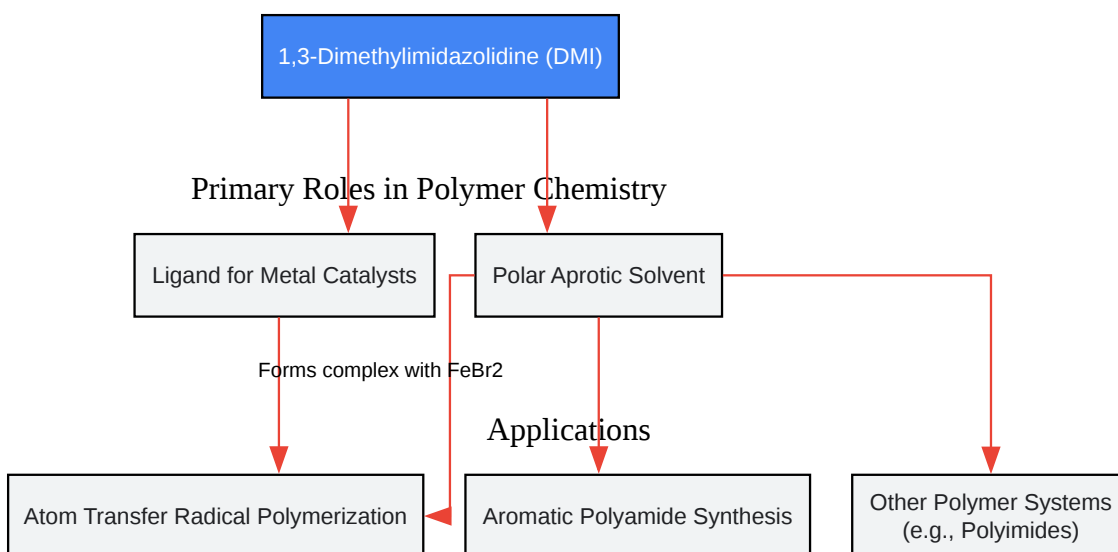 1,3-Dimethylimidazolidine (DMI)
Primary Roles in Polymer Chemistry
Ligand for Metal Catalysts
Polar Aprotic Solvent
Forms complex with FeBr2
Applications
Atom Transfer Radical Polymerization
Aromatic Polyamide Synthesis
Other Polymer Systems
(e.g., Polyimides)